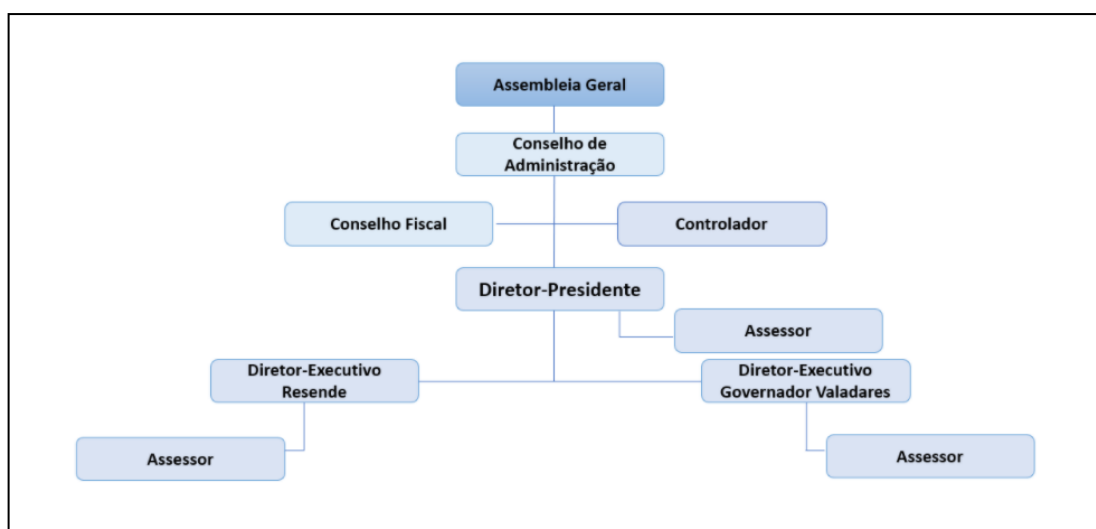 Assembleia Geral
Conselho de
Administração
Conselho Fiscal
Controlador
Diretor-Presidente
Assessor
Diretor-Executivo
Resende
Diretor-Executivo
Governador Valadares
Assessor
Assessor